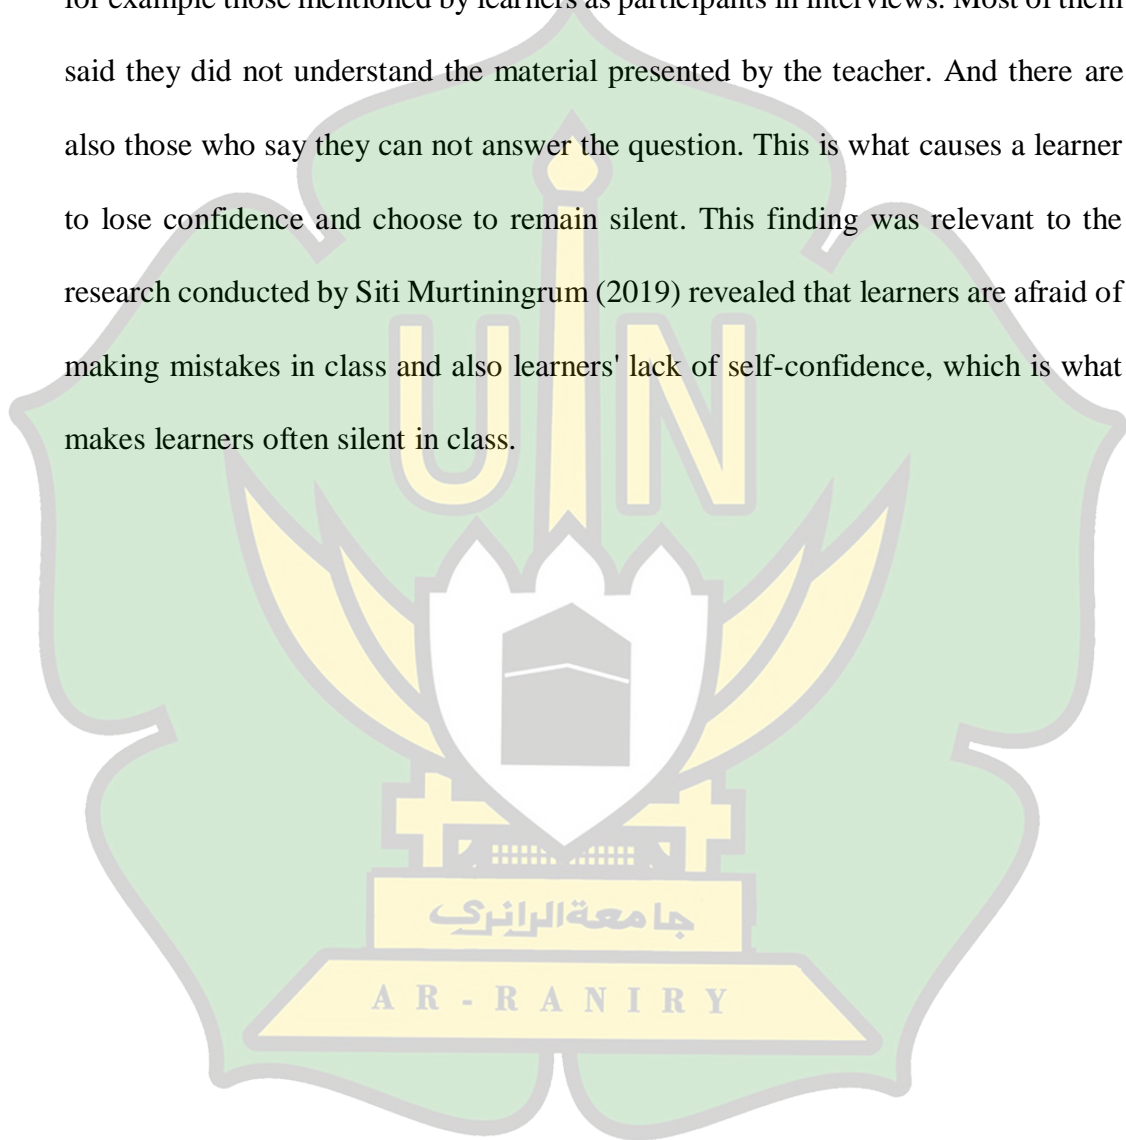 for example those mentioned by learners as participants in interviews. Most of them
said they did not understand the material presented by the teacher. And there are
also those who say they can not answer the question. This is what causes a learner
to lose confidence and choose to remain silent. This finding was relevant to the
research conducted by Siti Murtiningrum (2019) revealed that learners are afraid of
making mistakes in class and also learners' lack of self-confidence, which is what
makes learners often silent in class.
UIN
جامعة الرانري
AR-RANIRY